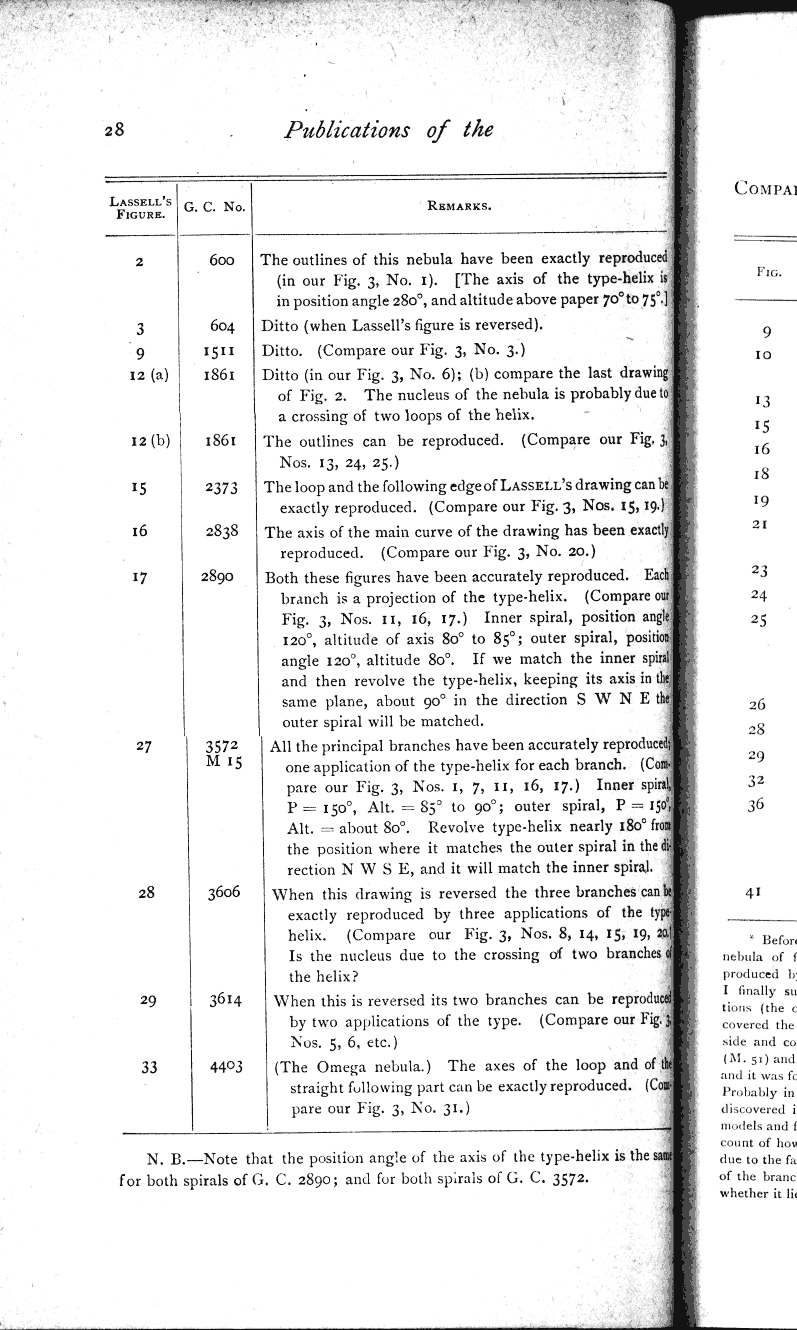 28 Publications of the
LASSELL'S FIGURE. G. C. No. REMARKS.
2 600 The outlines of this nebula have been exactly reproduced
(in our Fig. 3, No. 1). [The axis of the type-helix is
in position angle 280°, and altitude above paper 70° to 75°.]
3 604 Ditto (when Lassell's figure is reversed).
9 1511 Ditto. (Compare our Fig. 3, No. 3.)
12 (a) 1861 Ditto (in our Fig. 3, No. 6); (b) compare the last drawing
of Fig. 2. The nucleus of the nebula is probably due to
a crossing of two loops of the helix.
12 (b) 1861 The outlines can be reproduced. (Compare our Fig. 3,
Nos. 13, 24, 25.)
15 2373 The loop and the following edge of LASSELL'S drawing can be
exactly reproduced. (Compare our Fig. 3, Nos. 15, 19.)
16 2838 The axis of the main curve of the drawing has been exactly
reproduced. (Compare our Fig. 3, No. 20.)
17 2890 Both these figures have been accurately reproduced. Each
branch is a projection of the type-helix. (Compare our
Fig. 3, Nos. 11, 16, 17.) Inner spiral, position angle
120°, altitude of axis 80° to 85°; outer spiral, position
angle 120°, altitude 80°. If we match the inner spiral
and then revolve the type-helix, keeping its axis in the
same plane, about 90° in the direction S W N E the
outer spiral will be matched.
27 3572 All the principal branches have been accurately reproduced;
M 15 one application of the type-helix for each branch. (Com-
pare our Fig. 3, Nos. 1, 7, 11, 16, 17.) Inner spiral,
P = 150°, Alt. = 85° to 90°; outer spiral, P = 150°,
Alt. = about 80°. Revolve type-helix nearly 180° from
the position where it matches the outer spiral in the di-
rection N W S E, and it will match the inner spiral.
28 3606 When this drawing is reversed the three branches can be
exactly reproduced by three applications of the type-
helix. (Compare our Fig. 3, Nos. 8, 14, 15, 19, 20.)
Is the nucleus due to the crossing of two branches of
the helix?
29 3614 When this is reversed its two branches can be reproduced
by two applications of the type. (Compare our Fig. 3,
Nos. 5, 6, etc.)
33 4403 (The Omega nebula.) The axes of the loop and of the
straight following part can be exactly reproduced. (Com-
pare our Fig. 3, No. 31.)
N. B.—Note that the position angle of the axis of the type-helix is the same
for both spirals of G. C. 2890; and for both spirals of G. C. 3572.
COMPAR
FIG.
9
10
13
15
16
18
19
21
23
24
25
26
28
29
32
36
41
* Before
nebula of f
produced by
I finally su
tions (the c
covered the
side and co
(M. 51) and
and it was fo
Probably in
discovered i
models and f
count of how
due to the fa
of the branc
whether it lie